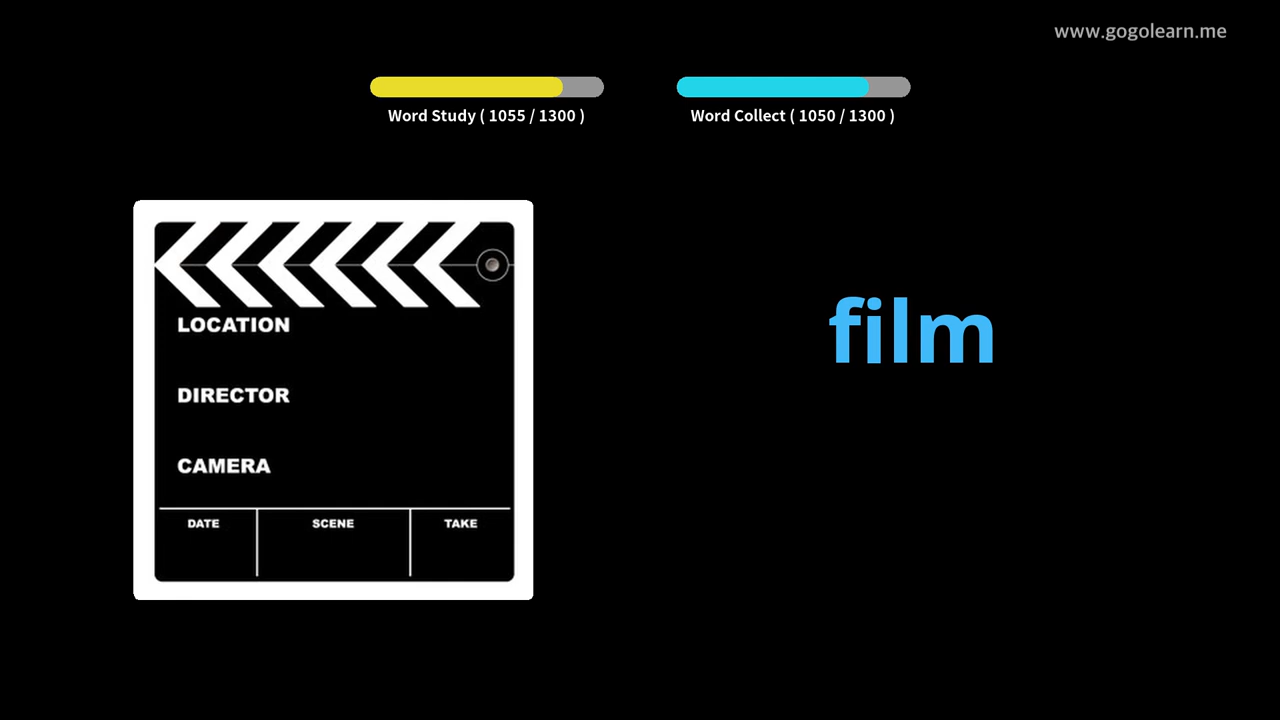 www.gogolearn.me
Word Study ( 1055 / 1300 )
Word Collect ( 1050 / 1300 )
LOCATION
DIRECTOR
CAMERA
DATE
SCENE
TAKE
film